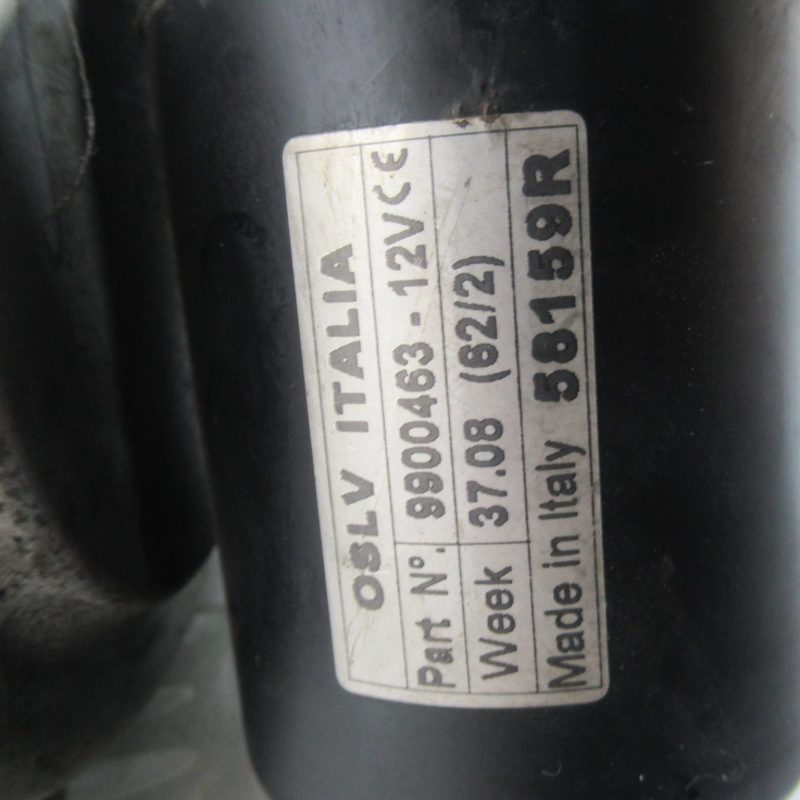 OSLV ITALIA
Part N°. 9900463 - 12V CE
Week 37.08 (62/2)
Made in Italy 58159R